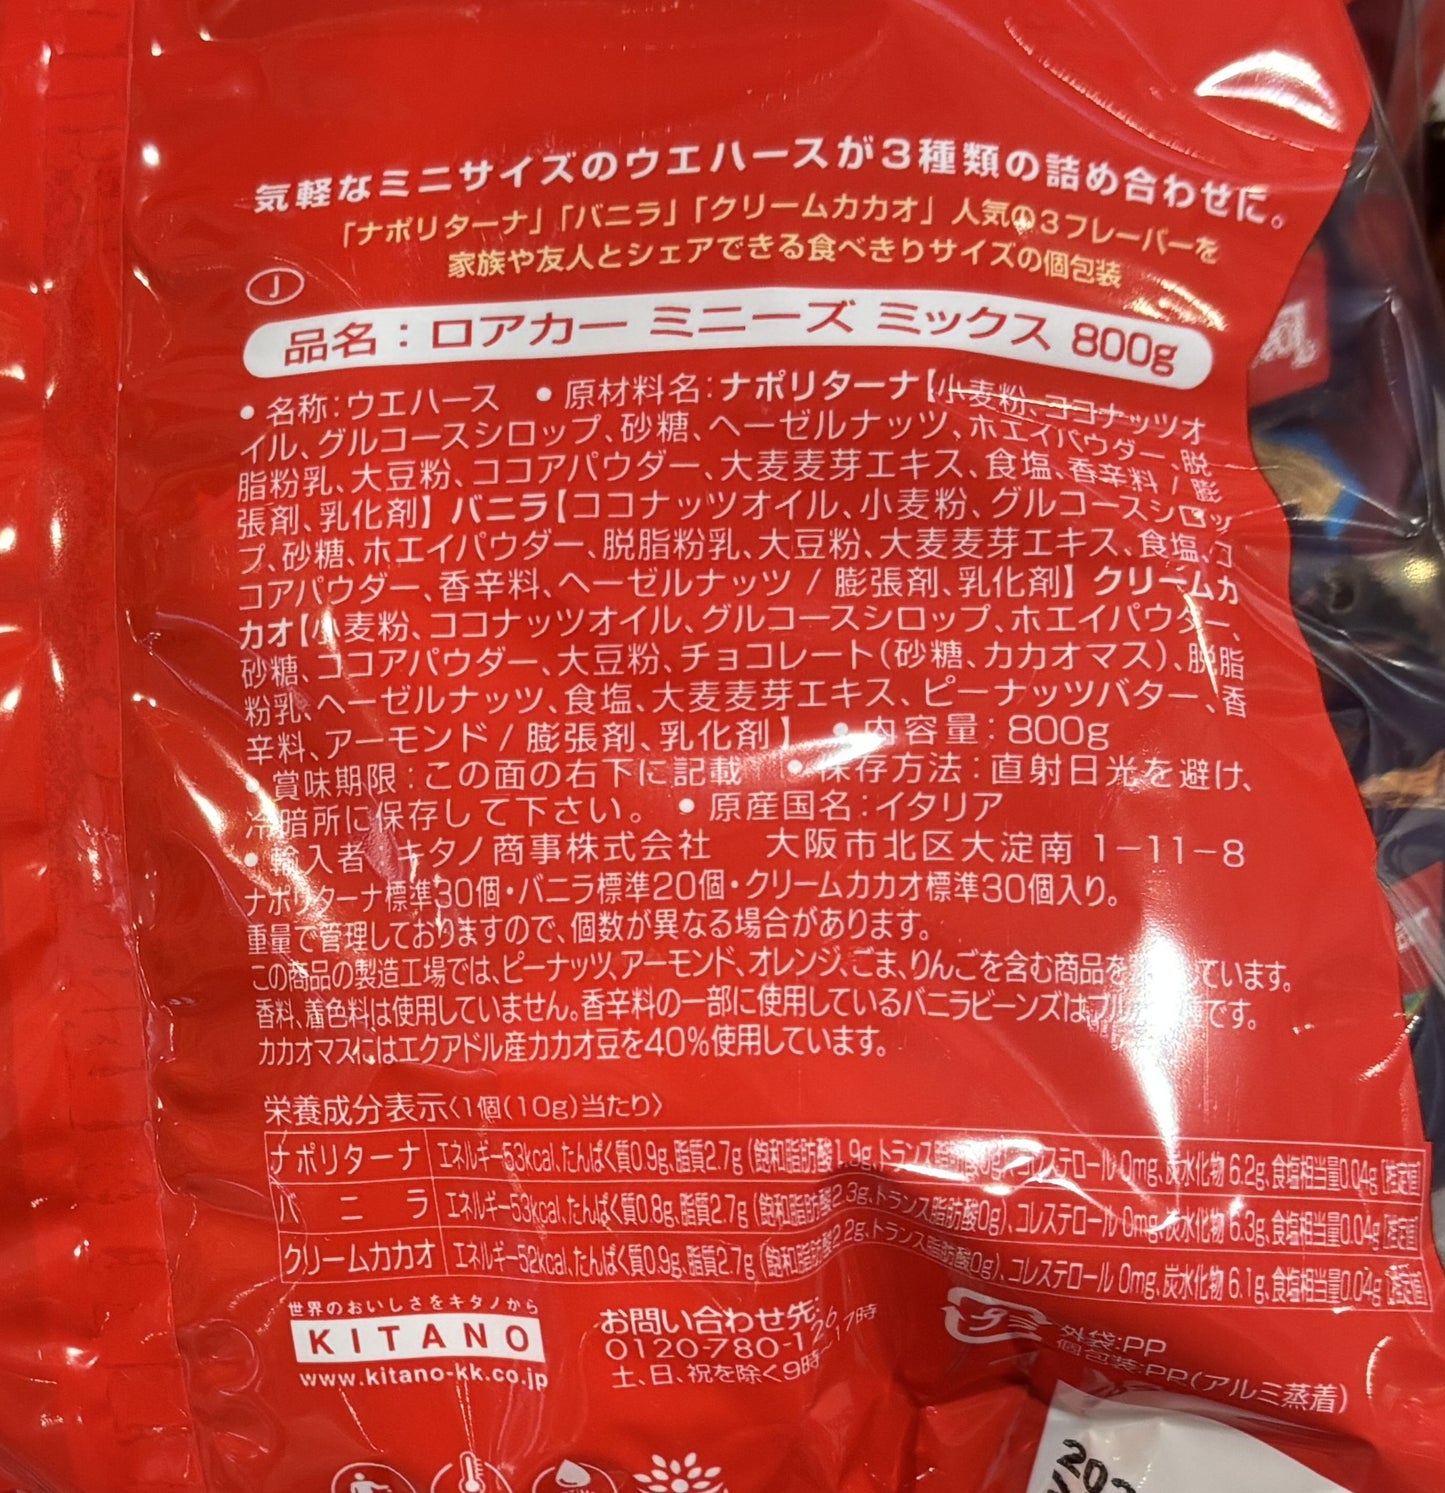 気軽なミニサイズのウエハースが3種類の詰め合わせに。
「ナポリターナ」「バニラ」「クリームカカオ」人気の3フレーバーを
家族や友人とシェアできる食べきりサイズの個包装
J
品名：ロアカー ミニーズ ミックス 800g
●名称：ウエハース ●原材料名：ナポリターナ【小麦粉、ココナッツオ
イル、グルコースシロップ、砂糖、ヘーゼルナッツ、ホエイパウダー、脱
脂粉乳、大豆粉、ココアパウダー、大麦麦芽エキス、食塩、香辛料 / 膨
張剤、乳化剤】 バニラ【ココナッツオイル、小麦粉、グルコースシロッ
プ、砂糖、ホエイパウダー、脱脂粉乳、大豆粉、大麦麦芽エキス、食塩、コ
コアパウダー、香辛料、ヘーゼルナッツ / 膨張剤、乳化剤】 クリームカ
カオ【小麦粉、ココナッツオイル、グルコースシロップ、ホエイパウダー、
砂糖、ココアパウダー、大豆粉、チョコレート（砂糖、カカオマス）、脱脂
粉乳、ヘーゼルナッツ、食塩、大麦麦芽エキス、ピーナッツバター、香
辛料、アーモンド / 膨張剤、乳化剤】 ●内容量：800g
●賞味期限：この面の右下に記載 ●保存方法：直射日光を避け、
冷暗所に保存して下さい。 ●原産国名：イタリア
●輸入者 キタノ商事株式会社 大阪市北区大淀南 1－11－8
ナポリターナ標準30個・バニラ標準20個・クリームカカオ標準30個入り。
重量で管理しておりますので、個数が異なる場合があります。
この商品の製造工場では、ピーナッツ、アーモンド、オレンジ、ごま、りんごを含む商品を ています。
香料、着色料は使用していません。香辛料の一部に使用しているバニラビーンズはブル です。
カカオマスにはエクアドル産カカオ豆を40%使用しています。
栄養成分表示〈1個(10g)当たり〉
ナポリターナ エネルギー53kcal、たんぱく質0.9g、脂質2.7g (飽和脂肪酸1.9g、トランス脂肪酸0g)、コレステロール 0mg、炭水化物 6.2g、食塩相当量0.04g [推定値]
バニラ エネルギー53kcal、たんぱく質0.8g、脂質2.7g (飽和脂肪酸2.3g、トランス脂肪酸0g)、コレステロール 0mg、炭水化物 6.3g、食塩相当量0.04g [推定値]
クリームカカオ エネルギー52kcal、たんぱく質0.9g、脂質2.7g (飽和脂肪酸2.2g、トランス脂肪酸0g)、コレステロール 0mg、炭水化物 6.1g、食塩相当量0.04g [推定値]
世界のおいしさをキタノから
KITANO
www.kitano-kk.co.jp
お問い合わせ先：
0120-780-126
土、日、祝を除く9時～17時
プラ
外袋：PP
個包装：PP（アルミ蒸着）
202